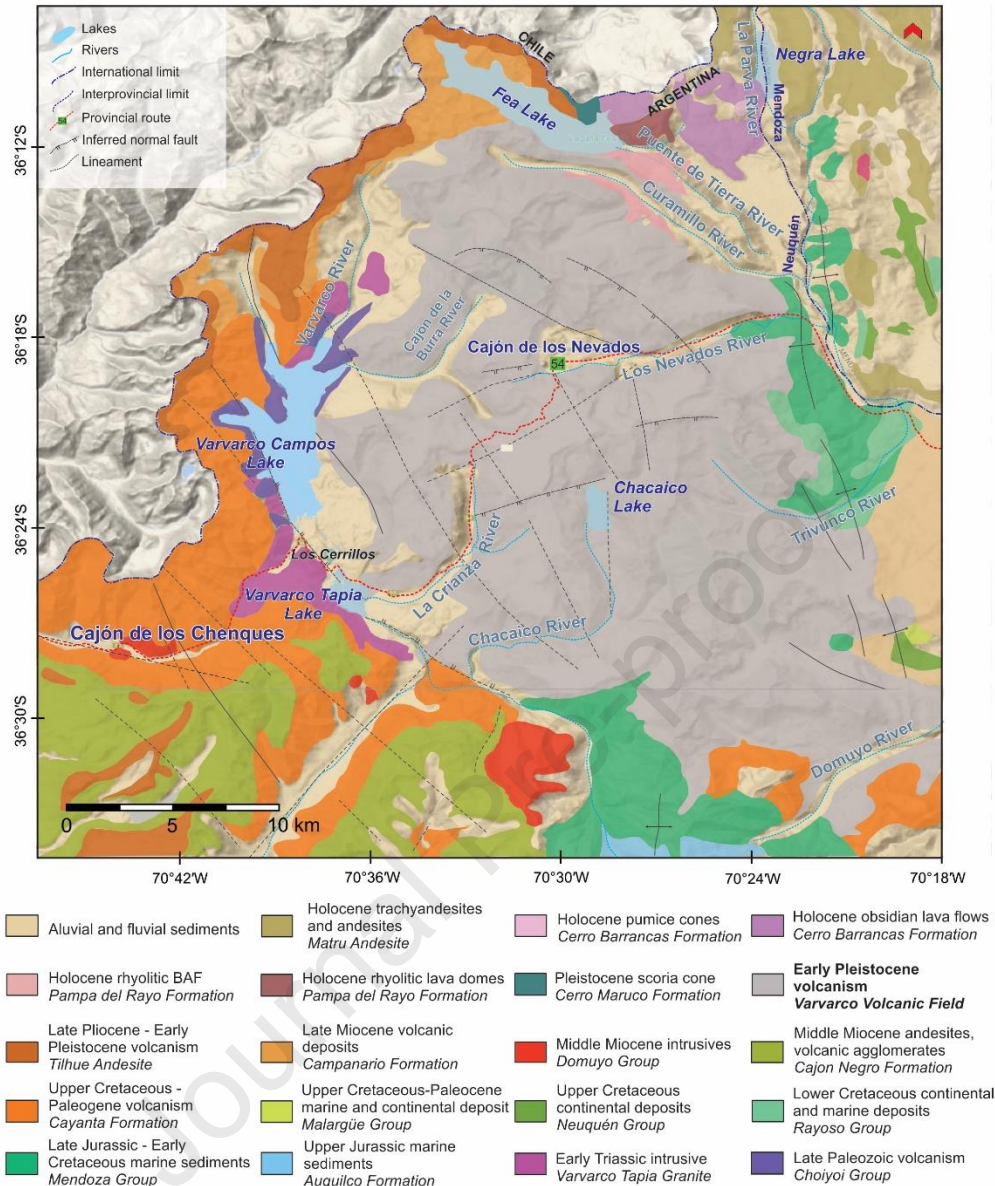 Lakes
Rivers
International limit
Interprovincial limit
54
Provincial route
Inferred normal fault
Lineament
CHILE
ARGENTINA
Fea Lake
Negra Lake
La Parva River
Mendoza
Neuquén
Puente de Tierra River
Curamillo River
Varvarco River
Cajón de la
Burra River
Cajón de los Nevados
54
Los Nevados River
Varvarco Campos
Lake
Chacaico
Lake
Trivunco River
Los Cerrillos
La Crianza River
Varvarco Tapia
Lake
Cajón de los Chenques
Chacaico River
Domuyo River
36°12'S
36°18'S
36°24'S
36°30'S
0 5 10 km
70°42'W 70°36'W 70°30'W 70°24'W 70°18'W
Journal Pre-proof
Aluvial and fluvial sediments
Holocene trachyandesites
and andesites
Matru Andesite
Holocene pumice cones
Cerro Barrancas Formation
Holocene obsidian lava flows
Cerro Barrancas Formation
Holocene rhyolitic BAF
Pampa del Rayo Formation
Holocene rhyolitic lava domes
Pampa del Rayo Formation
Pleistocene scoria cone
Cerro Maruco Formation
Early Pleistocene
volcanism
Varvarco Volcanic Field
Late Pliocene - Early
Pleistocene volcanism
Tilhue Andesite
Late Miocene volcanic
deposits
Campanario Formation
Middle Miocene intrusives
Domuyo Group
Middle Miocene andesites,
volcanic agglomerates
Cajon Negro Formation
Upper Cretaceous -
Paleogene volcanism
Cayanta Formation
Upper Cretaceous-Paleocene
marine and continental deposit
Malargüe Group
Upper Cretaceous
continental deposits
Neuquén Group
Lower Cretaceous continental
and marine deposits
Rayoso Group
Late Jurassic - Early
Cretaceous marine sediments
Mendoza Group
Upper Jurassic marine
sediments
Auquilco Formation
Early Triassic intrusive
Varvarco Tapia Granite
Late Paleozoic volcanism
Choiyoi Group